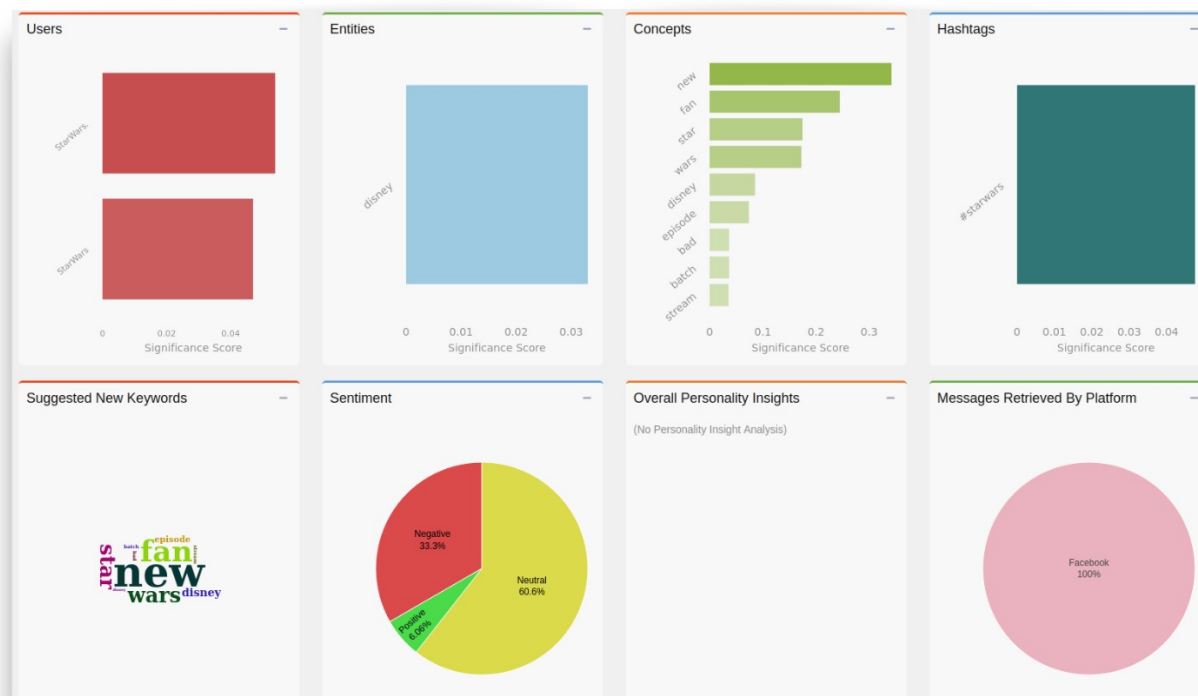 Users
StarWars.
StarWars
0 0.02 0.04
Significance Score
Entities
disney
0 0.01 0.02 0.03
Significance Score
Concepts
new
fan
star
wars
disney
episode
bad
batch
stream
0 0.1 0.2 0.3
Significance Score
Hashtags
#starwars
0 0.01 0.02 0.03 0.04
Significance Score
Suggested New Keywords
batch
episode
star
fan
new
wars
disney
Sentiment
Negative
33.3%
Neutral
60.6%
Positive
6.06%
Overall Personality Insights
(No Personality Insight Analysis)
Messages Retrieved By Platform
Facebook
100%